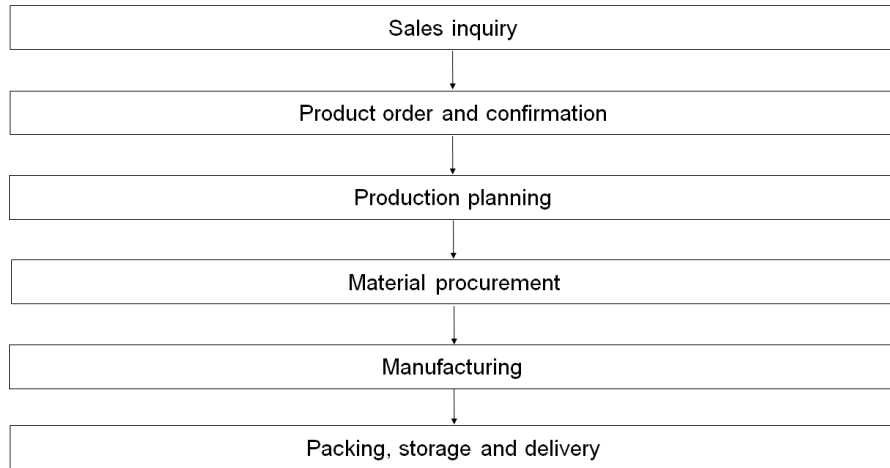 Sales inquiry
Product order and confirmation
Production planning
Material procurement
Manufacturing
Packing, storage and delivery